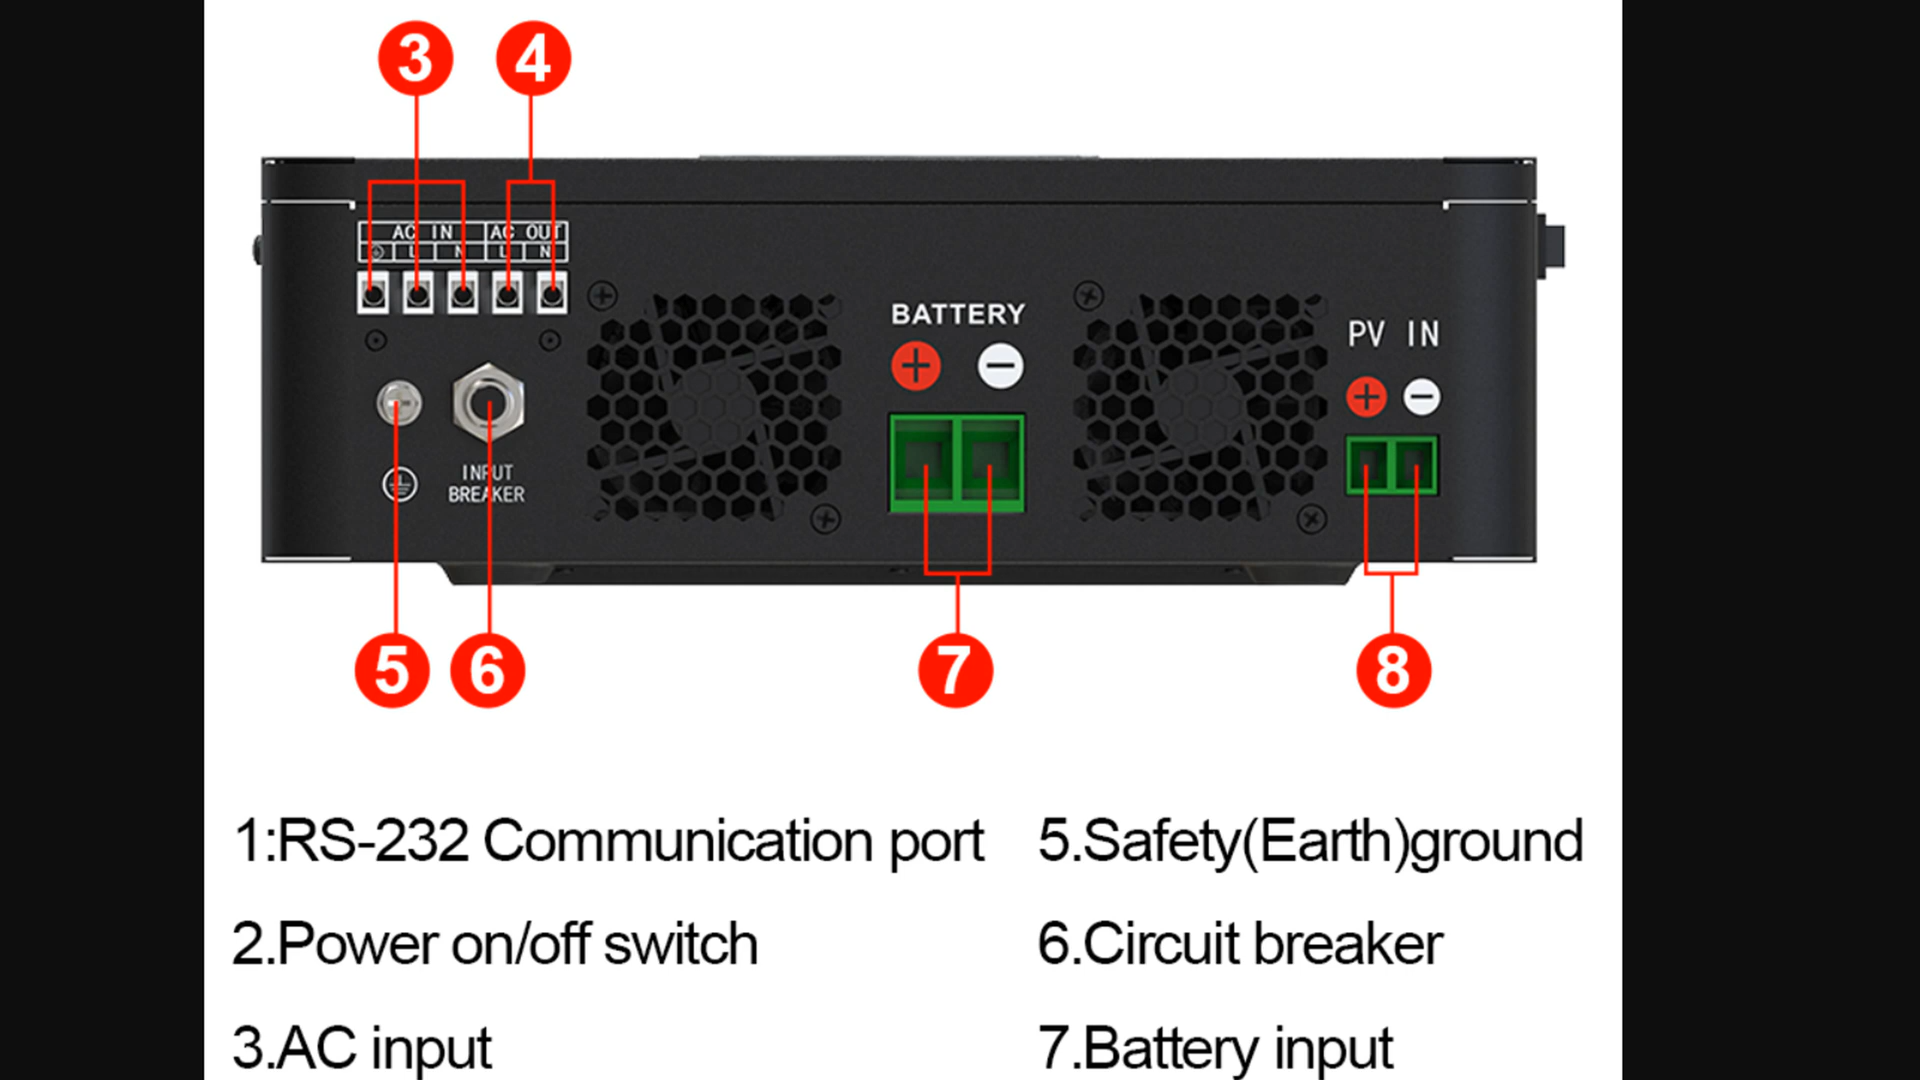 3 4
AC IN AC OUT
L N L N
BATTERY
+ −
PV IN
+ −
INPUT
BREAKER
5 6 7 8
1:RS-232 Communication port
5.Safety(Earth)ground
2.Power on/off switch
6.Circuit breaker
3.AC input
7.Battery input